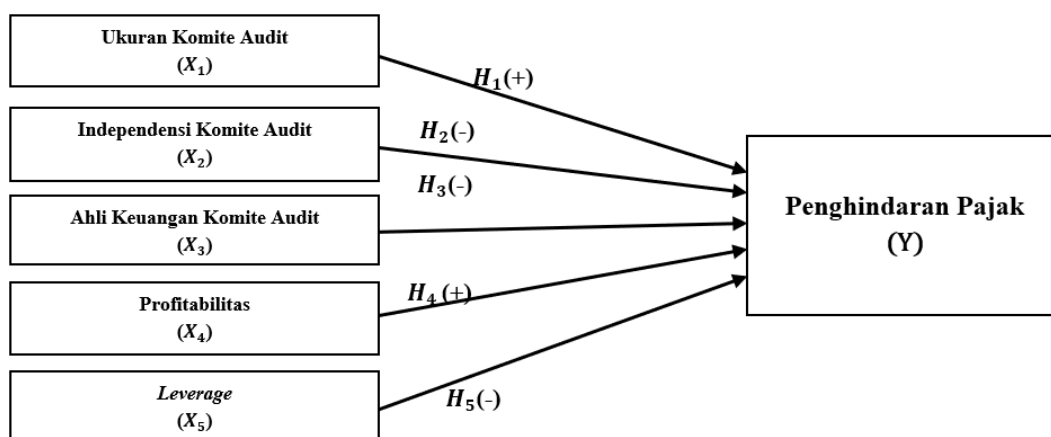 Ukuran Komite Audit
(X₁)
H₁(+)
Independensi Komite Audit
(X₂)
H₂(-)
H₃(-)
Ahli Keuangan Komite Audit
(X₃)
Penghindaran Pajak
(Y)
Profitabilitas
(X₄)
H₄(+)
Leverage
(X₅)
H₅(-)